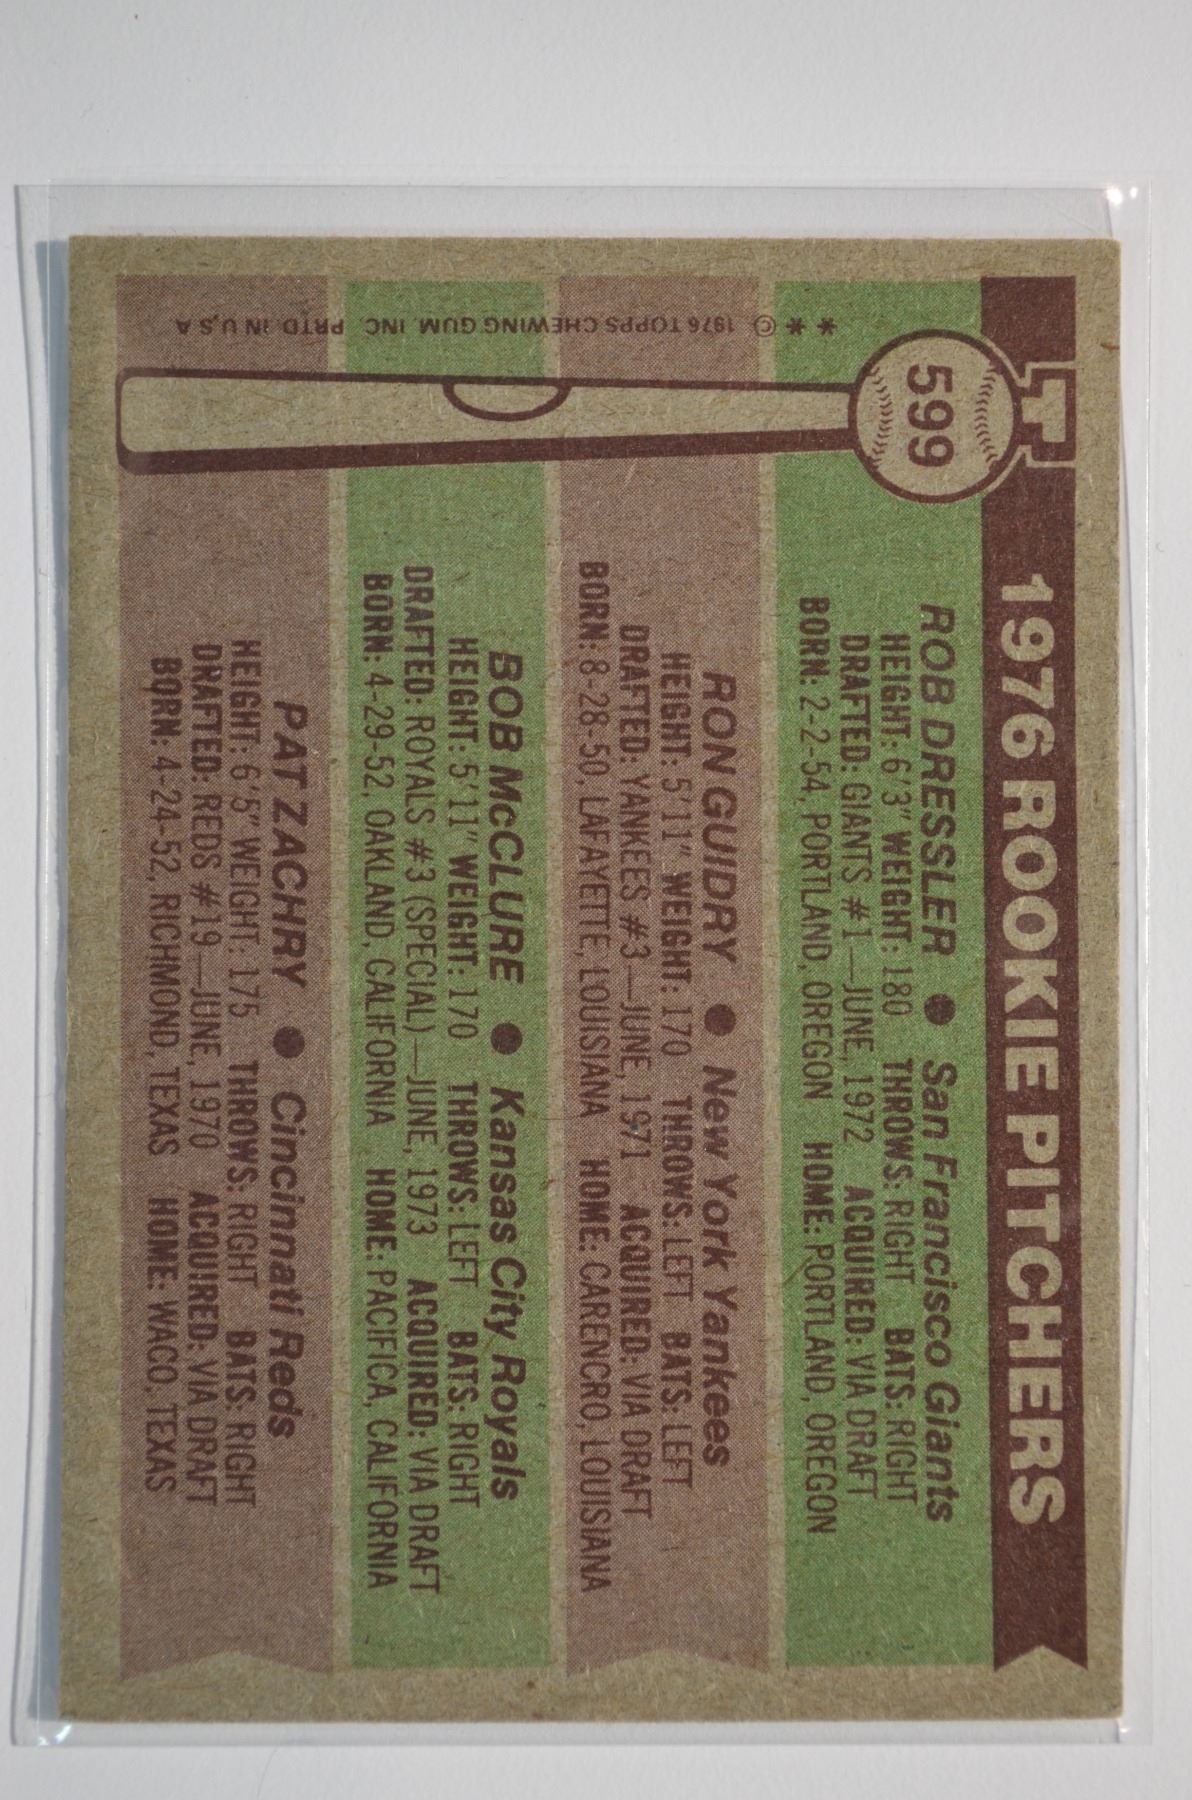 1976 ROOKIE PITCHERS
T
599
ROB DRESSLER ● San Francisco Giants
HEIGHT: 6'3" WEIGHT: 180 THROWS: RIGHT BATS: RIGHT
DRAFTED: GIANTS #1—JUNE, 1972 ACQUIRED: VIA DRAFT
BORN: 2-2-54, PORTLAND, OREGON HOME: PORTLAND, OREGON
RON GUIDRY ● New York Yankees
HEIGHT: 5'11" WEIGHT: 170 THROWS: LEFT BATS: LEFT
DRAFTED: YANKEES #3—JUNE, 1971 ACQUIRED: VIA DRAFT
BORN: 8-28-50, LAFAYETTE, LOUISIANA HOME: CARENCRO, LOUISIANA
BOB McCLURE ● Kansas City Royals
HEIGHT: 5'11" WEIGHT: 170 THROWS: LEFT BATS: RIGHT
DRAFTED: ROYALS #3 (SPECIAL)—JUNE, 1973 ACQUIRED: VIA DRAFT
BORN: 4-29-52, OAKLAND, CALIFORNIA HOME: PACIFICA, CALIFORNIA
PAT ZACHRY ● Cincinnati Reds
HEIGHT: 6'5" WEIGHT: 175 THROWS: RIGHT BATS: RIGHT
DRAFTED: REDS #19—JUNE, 1970 ACQUIRED: VIA DRAFT
BORN: 4-24-52, RICHMOND, TEXAS HOME: WACO, TEXAS
** © 1976 TOPPS CHEWING GUM, INC. PRTD. IN U.S.A.